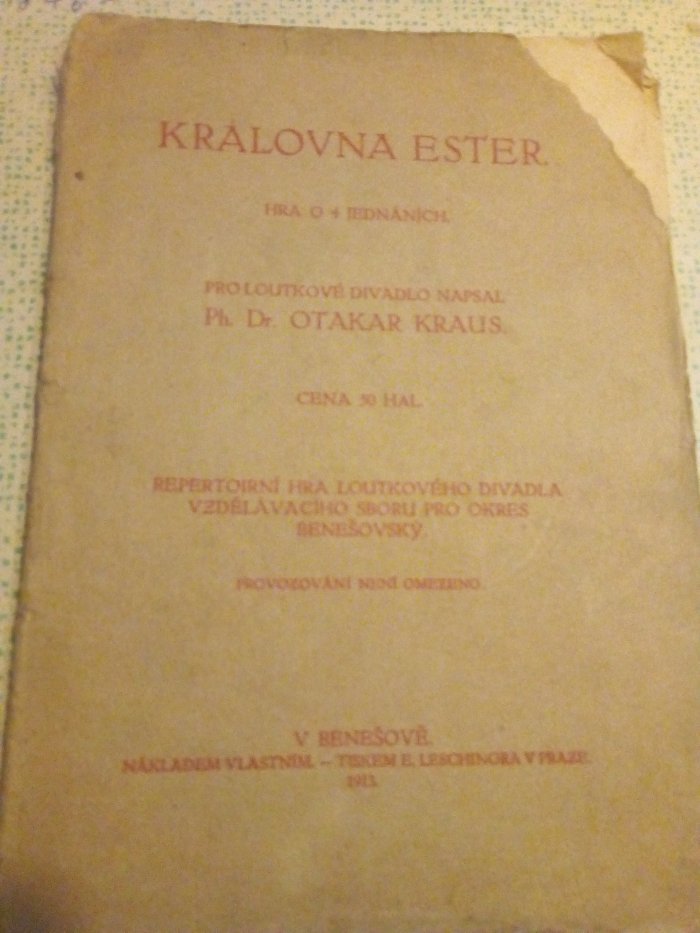 KRÁLOVNA ESTER.
HRA O 4 JEDNÁNÍCH.
PRO LOUTKOVÉ DIVADLO NAPSAL
Ph. Dr. OTAKAR KRAUS.
CENA 50 HAL.
REPERTOIRNÍ HRA LOUTKOVÉHO DIVADLA
VZDĚLÁVACÍHO SBORU PRO OKRES
BENEŠOVSKÝ.
PROVOZOVÁNÍ NENÍ OMEZENO.
V BENEŠOVĚ.
NÁKLADEM VLASTNÍM. — TISKEM E. LESCHINGRA V PRAZE.
1913.